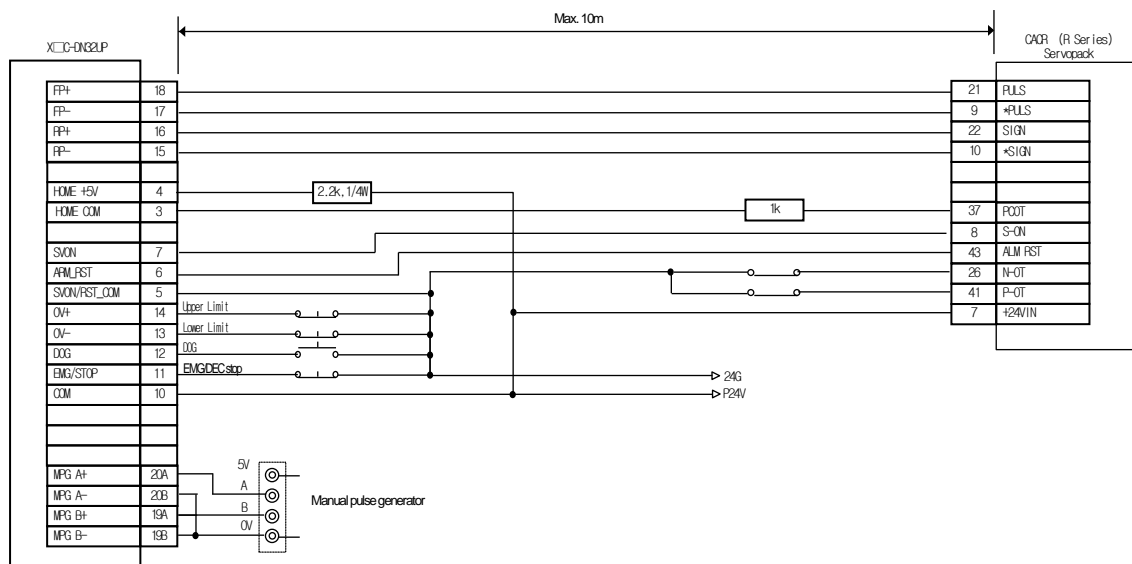 Max. 10m
X□C-DN32UP
CACR (R Series)
Servopack
FP+ 18
FP- 17
RP+ 16
RP- 15
HOME +5V 4
HOME COM 3
SVON 7
ARM_RST 6
SVON/RST_COM 5
OV+ 14
OV- 13
DOG 12
EMG/STOP 11
COM 10
MPG A+ 20A
MPG A- 20B
MPG B+ 19A
MPG B- 19B
2.2k, 1/4W
1k
Upper Limit
Lower Limit
DOG
EMG/DEC stop
24G
P24V
5V
A
B
0V
Manual pulse generator
21 PULS
9 *PULS
22 SIGN
10 *SIGN
37 PCOT
8 S-ON
43 ALM RST
26 N-OT
41 P-OT
7 +24VIN